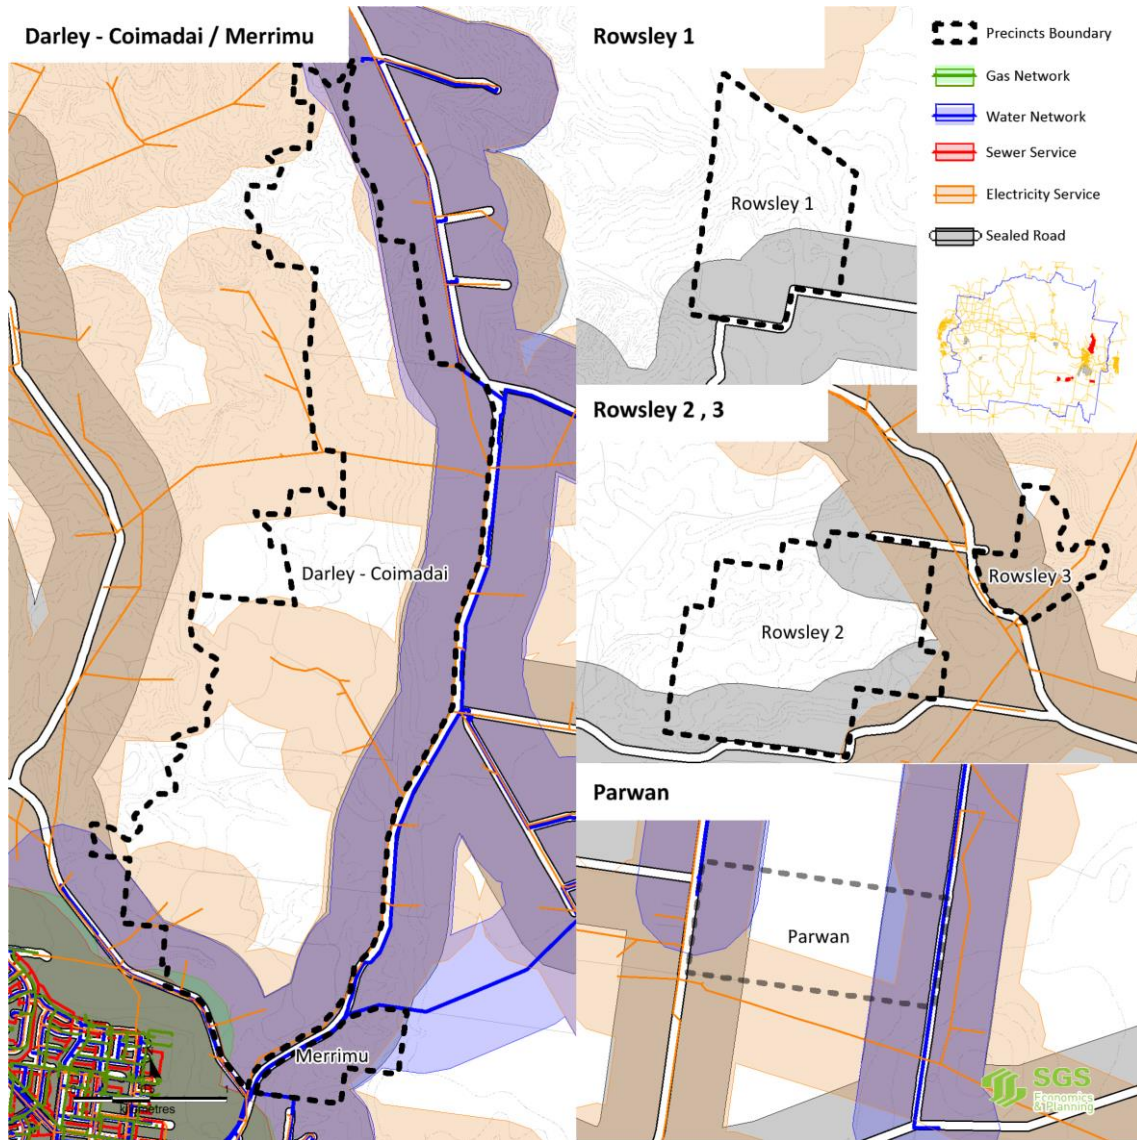 Darley - Coimadai / Merrimu
Darley - Coimadai
Merrimu
Rowsley 1
Rowsley 1
Rowsley 2 , 3
Rowsley 2
Rowsley 3
Parwan
Parwan
Precincts Boundary
Gas Network
Water Network
Sewer Service
Electricity Service
Sealed Road
SGS
Economics
& Planning